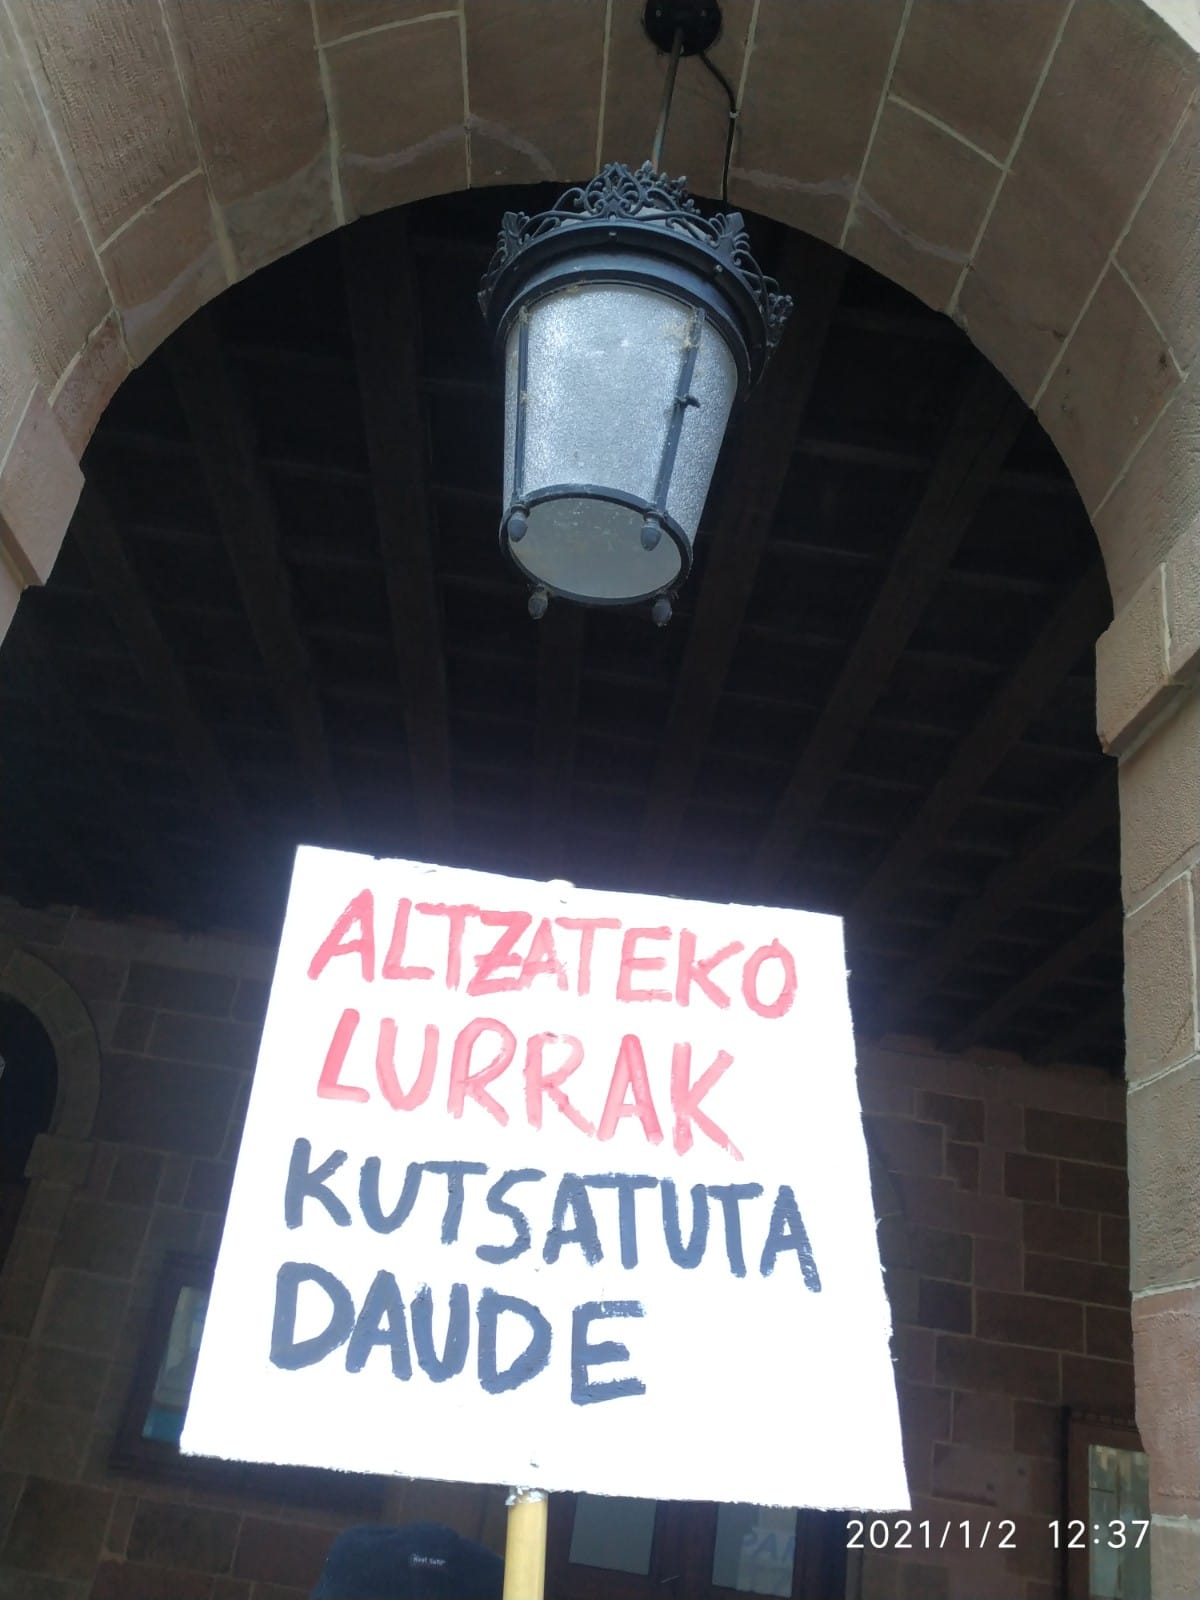 ALTZATEKO
LURRAK
KUTSATUTA
DAUDE
2021/1/2 12:37